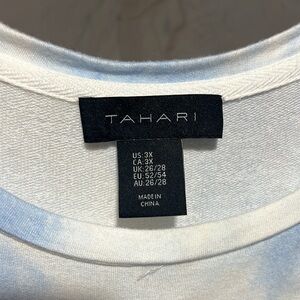 TAHARI
US: 3X
CA: 3X
UK: 26/28
EU: 52/54
AU: 26/28
MADE IN
CHINA